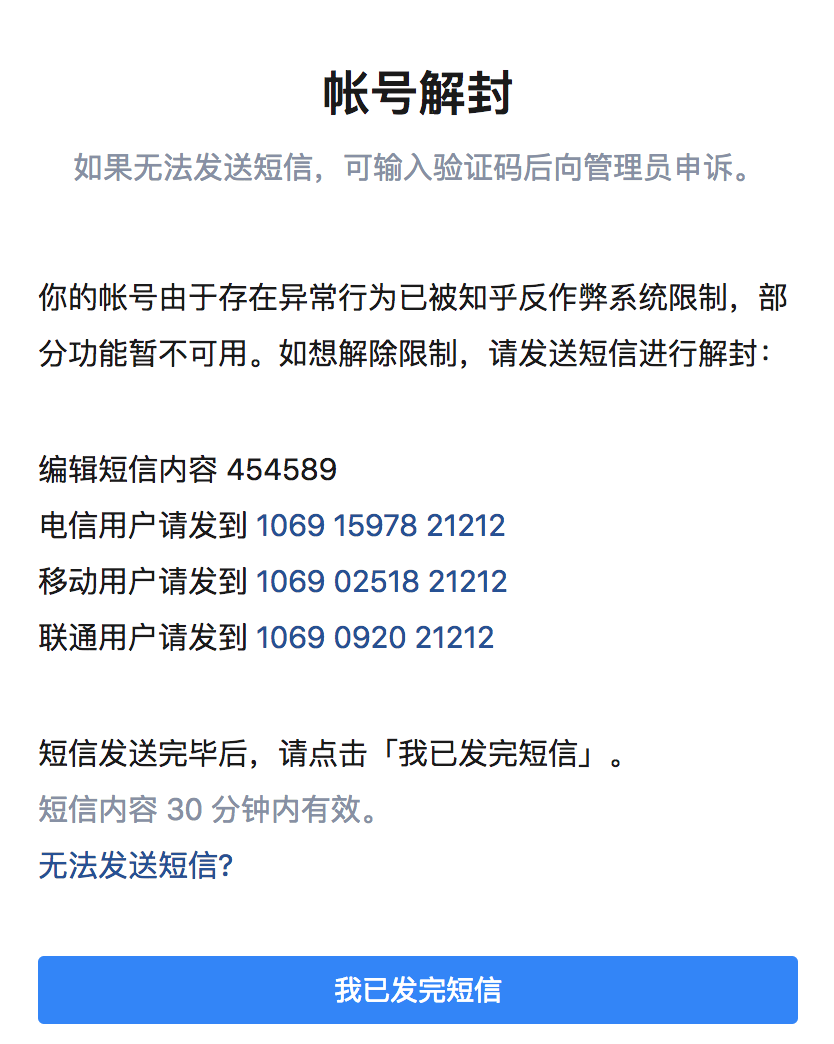 帐号解封
如果无法发送短信，可输入验证码后向管理员申诉。
你的帐号由于存在异常行为已被知乎反作弊系统限制，部
分功能暂不可用。如想解除限制，请发送短信进行解封：
编辑短信内容 454589
电信用户请发到 1069 15978 21212
移动用户请发到 1069 02518 21212
联通用户请发到 1069 0920 21212
短信发送完毕后，请点击「我已发完短信」。
短信内容 30 分钟内有效。
无法发送短信?
我已发完短信